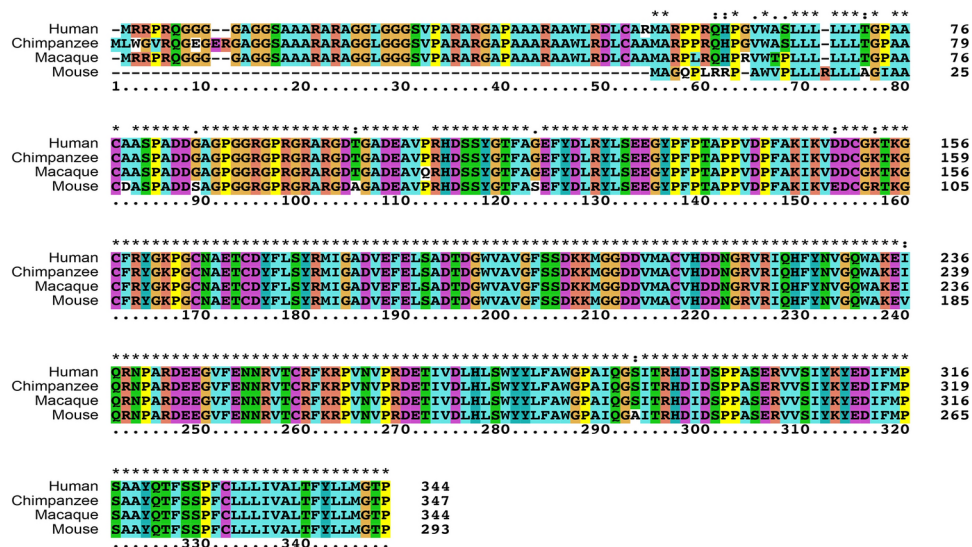 ** ::* .*.. *** ***:* **
Human -MRRPRQGGG--GAGGSAAARARAGGLGGGSVPARARGAPAAARAAWLRDLCARMARPPRQHPGVWASLLL-LLLTGPAA 76
Chimpanzee MLWGVRQGEGERGAGGSAAARARAGGLGGGSVPARARGAPAAARAAWLRDLCAAMARPPRQHPGVWASLLL-LLLTGPAA 79
Macaque -MRRPRQGGG--GAGGSAAARARAGGLGGGSVPARARGAPAAARAAWLRDLCAAMARPLRQHPRVWTPLLL-LLLTGPAA 76
Mouse ------------------------------------------------------MAGQPLRRP-AWVPLLLRLLLAGIAA 25
1........10........20........30........40........50........60........70........80
* ******.***************:****** **********.*****************************:***:***
Human CAASPADDGAGPGGRGPRGRARGDTGADEAVPRHDSSYGTFAGEFYDLRYLSEEGYPFPTAPPVDPFAKIKVDDCGKTKG 156
Chimpanzee CAASPADDGAGPGGRGPRGRARGDTGADEAVPRHDSSYGTFAGEFYDLRYLSEEGYPFPTAPPVDPFAKIKVDDCGKTKG 159
Macaque CAASPADDGAGPGGRGPRGRARGDTGADEAVQRHDSSYGTFAGEFYDLRYLSEEGYPFPTAPPVDPFAKIKVDDCGKTKG 156
Mouse CDASPADDSAGPGGRGPRGRARGDAGADEAVPRHDSSYGTFASEFYDLRYLSEEGYPFPTAPPVDPFAKIKVEDCGRTKG 105
.........90.......100.......110.......120.......130.......140.......150.......160
*******************************************************************************:
Human CFRYGKPGCNAETCDYFLSYRMIGADVEFELSADTDGWVAVGFSSDKKMGGDDVMACVHDDNGRVRIQHFYNVGQWAKEI 236
Chimpanzee CFRYGKPGCNAETCDYFLSYRMIGADVEFELSADTDGWVAVGFSSDKKMGGDDVMACVHDDNGRVRIQHFYNVGQWAKEI 239
Macaque CFRYGKPGCNAETCDYFLSYRMIGADVEFELSADTDGWVAVGFSSDKKMGGDDVMACVHDDNGRVRIQHFYNVGQWAKEI 236
Mouse CFRYGKPGCNAETCDYFLSYRMIGADVEFELSADTDGWVAVGFSSDKKMGGDDVMACVHDDNGRVRIQHFYNVGQWAKEV 185
.......170.......180.......190.......200.......210.......220.......230.......240
****************************************************:***************************
Human QRNPARDEEGVFENNRVTCRFKRPVNVPRDETIVDLHLSWYYLFAWGPAIQGSITRHDIDSPPASERVVSIYKYEDIFMP 316
Chimpanzee QRNPARDEEGVFENNRVTCRFKRPVNVPRDETIVDLHLSWYYLFAWGPAIQGSITRHDIDSPPASERVVSIYKYEDIFMP 319
Macaque QRNPARDEEGVFENNRVTCRFKRPVNVPRDETIVDLHLSWYYLFAWGPAIQGSITRHDIDSPPASERVVSIYKYEDIFMP 316
Mouse QRNPARDEEGVFENNRVTCRFKRPVNVPRDETIVDLHLSWYYLFAWGPAIQGAITRHDIDSPPASERVVSIYKYEDIFMP 265
.......250.......260.......270.......280.......290.......300.......310.......320
****************************
Human SAAYQTFSSPFCLLLIVALTFYLLMGTP 344
Chimpanzee SAAYQTFSSPFCLLLIVALTFYLLMGTP 347
Macaque SAAYQTFSSPFCLLLIVALTFYLLMGTP 344
Mouse SAAYQTFSSPFCLLLIVALTFYLLMGTP 293
.......330.......340........